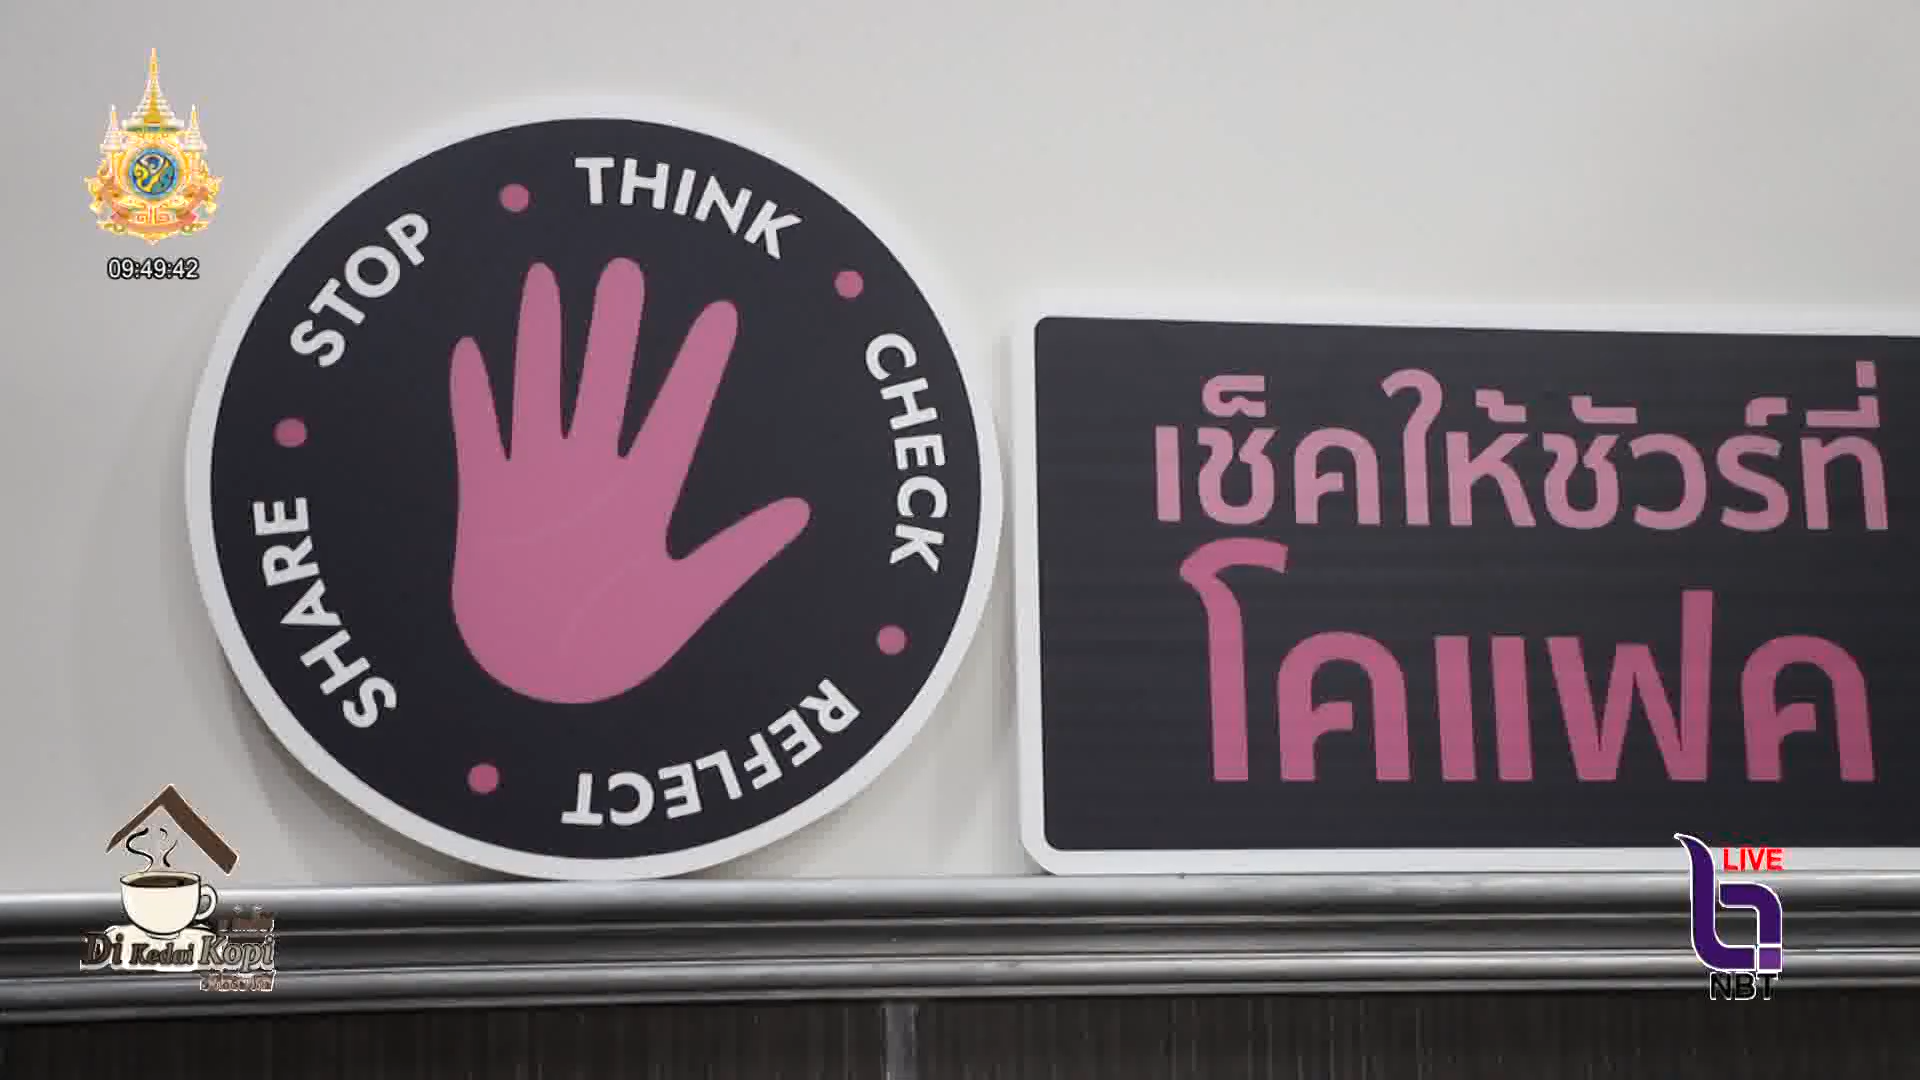 09:49:42
STOP
THINK
CHECK
REFLECT
SHARE
เช็คให้ชัวร์ที่
โคแฟค
LIVE
NBT
Di Kedai Kopi